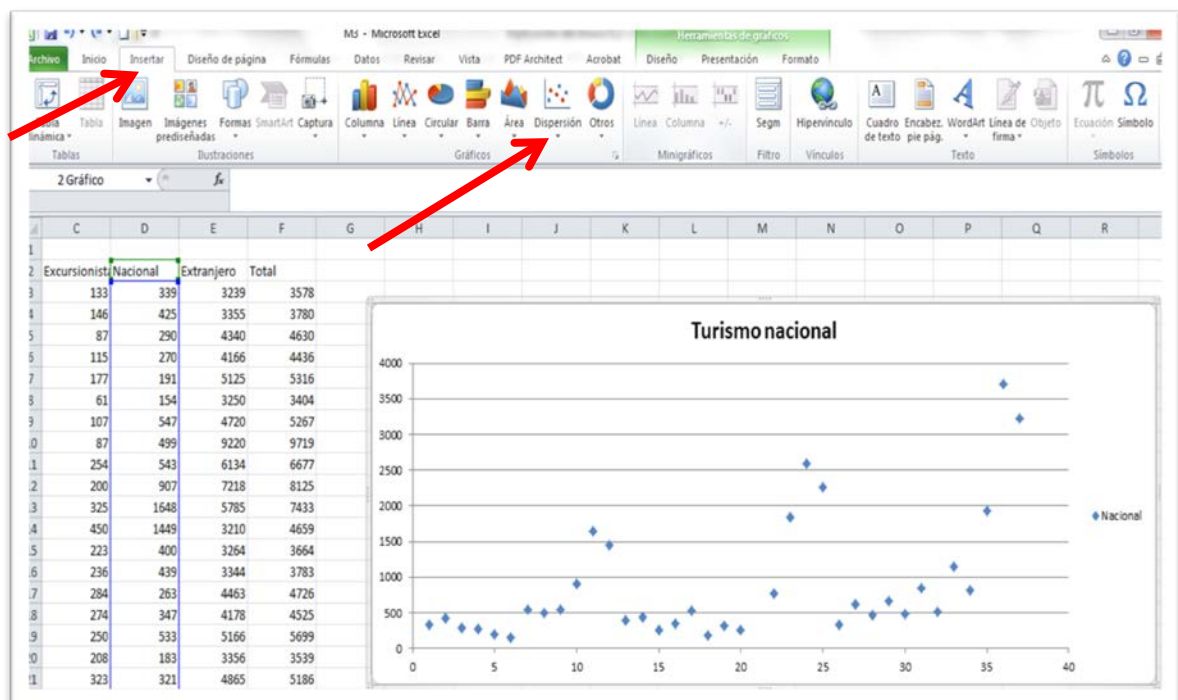 M3 - Microsoft Excel
Herramientas de gráficos
Archivo Inicio Insertar Diseño de página Fórmulas Datos Revisar Vista PDF Architect Acrobat Diseño Presentación Formato
Tabla Imagen Imágenes Formas SmartArt Captura Columna Línea Circular Barra Área Dispersión Otros Línea Columna +/- Segm Hipervínculo Cuadro Encabez. WordArt Línea de Objeto Ecuación Símbolo
prediseñadas de texto pie pág. firma
Tablas Ilustraciones Gráficos Minigráficos Filtro Vínculos Texto Símbolos
2 Gráfico fx
C D E F G H I J K L M N O P Q R
Nacional Extranjero Total
133 339 3239 3578
146 425 3355 3780
87 290 4340 4630
115 270 4166 4436
177 191 5125 5316
61 154 3250 3404
107 547 4720 5267
87 499 9220 9719
254 543 6134 6677
200 907 7218 8125
325 1648 5785 7433
450 1449 3210 4659
223 400 3264 3664
236 439 3344 3783
284 263 4463 4726
274 347 4178 4525
250 533 5166 5699
208 183 3356 3539
323 321 4865 5186
Turismo nacional
4000
3500
3000
2500
2000
1500
1000
500
0
0 5 10 15 20 25 30 35 40
Nacional